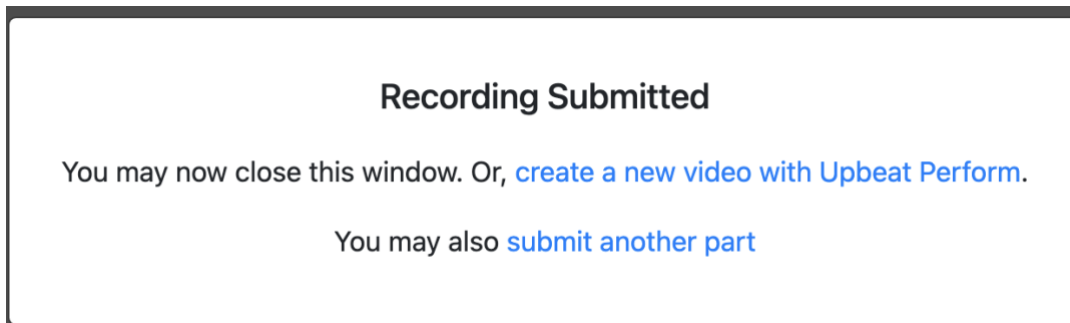 Recording Submitted
You may now close this window. Or, create a new video with Upbeat Perform.
You may also submit another part